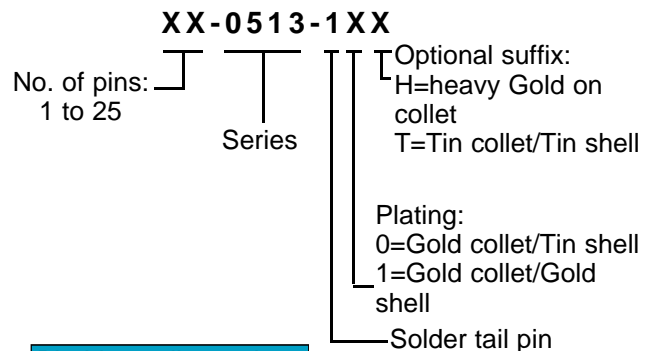 XX-0513-1XX
Optional suffix:
H=heavy Gold on
collet
T=Tin collet/Tin shell
No. of pins:
1 to 25
Series
Plating:
0=Gold collet/Tin shell
1=Gold collet/Gold
shell
Solder tail pin